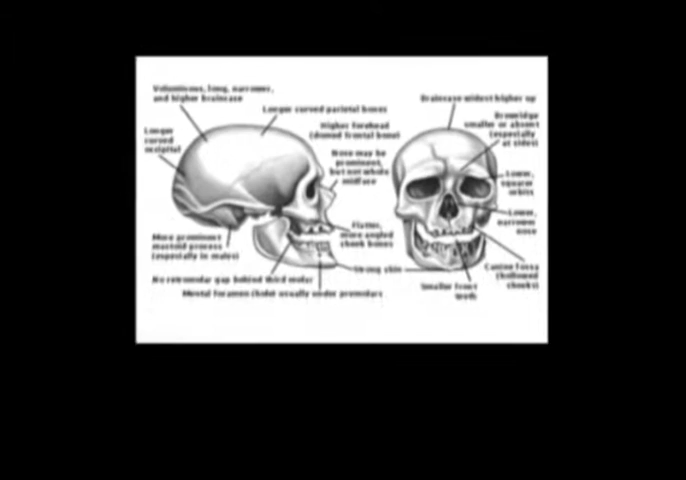 Voluminous, long, narrower,
and higher braincase
Longer curved parietal bones
Longer
curved
occipital
Higher forehead
(domed frontal bone)
Nose may be
prominent,
but not whole
midface
Flatter,
more angled
cheek bones
More prominent
mastoid process
(especially in males)
No retromolar gap behind third molar
Mental foramen (hole) usually under premolars
Strong chin
Braincase widest higher up
Browridge
smaller or absent
(especially
at sides)
Lower,
squarer
orbits
Lower,
narrower
nose
Canine fossa
(hollowed
cheeks)
Smaller front
teeth